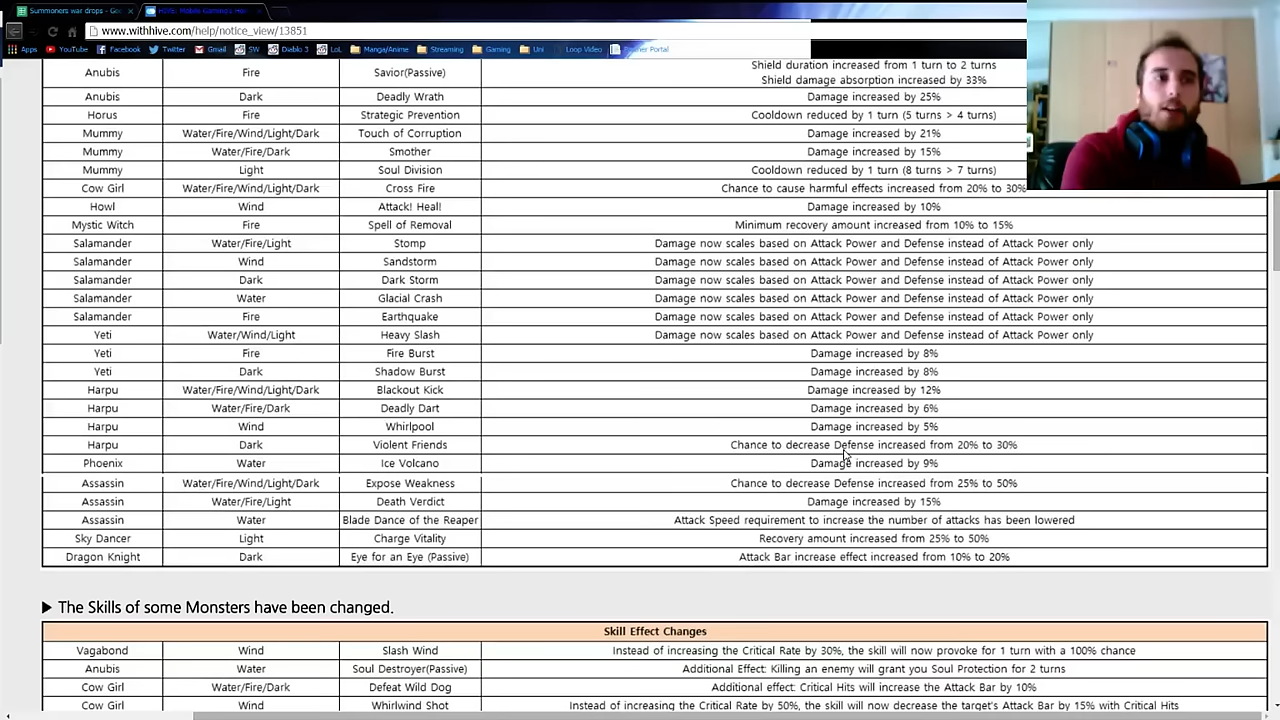 Summoners war drops - Goo
www.withhive.com/help/notice_view/13851
Apps YouTube Facebook Twitter Gmail SW Diablo 3 LoL Manga/Anime Streaming Gaming Uni Loop Video Partner Portal
Shield duration increased from 1 turn to 2 turns
Anubis Fire Savior(Passive) Shield damage absorption increased by 33%
Anubis Dark Deadly Wrath Damage increased by 25%
Horus Fire Strategic Prevention Cooldown reduced by 1 turn (5 turns > 4 turns)
Mummy Water/Fire/Wind/Light/Dark Touch of Corruption Damage increased by 21%
Mummy Water/Fire/Dark Smother Damage increased by 15%
Mummy Light Soul Division Cooldown reduced by 1 turn (8 turns > 7 turns)
Cow Girl Water/Fire/Wind/Light/Dark Cross Fire Chance to cause harmful effects increased from 20% to 30%
Howl Wind Attack! Heal! Damage increased by 10%
Mystic Witch Fire Spell of Removal Minimum recovery amount increased from 10% to 15%
Salamander Water/Fire/Light Stomp Damage now scales based on Attack Power and Defense instead of Attack Power only
Salamander Wind Sandstorm Damage now scales based on Attack Power and Defense instead of Attack Power only
Salamander Dark Dark Storm Damage now scales based on Attack Power and Defense instead of Attack Power only
Salamander Water Glacial Crash Damage now scales based on Attack Power and Defense instead of Attack Power only
Salamander Fire Earthquake Damage now scales based on Attack Power and Defense instead of Attack Power only
Yeti Water/Wind/Light Heavy Slash Damage now scales based on Attack Power and Defense instead of Attack Power only
Yeti Fire Fire Burst Damage increased by 8%
Yeti Dark Shadow Burst Damage increased by 8%
Harpu Water/Fire/Wind/Light/Dark Blackout Kick Damage increased by 12%
Harpu Water/Fire/Dark Deadly Dart Damage increased by 6%
Harpu Wind Whirlpool Damage increased by 5%
Harpu Dark Violent Friends Chance to decrease Defense increased from 20% to 30%
Phoenix Water Ice Volcano Damage increased by 9%
Assassin Water/Fire/Wind/Light/Dark Expose Weakness Chance to decrease Defense increased from 25% to 50%
Assassin Water/Fire/Light Death Verdict Damage increased by 15%
Assassin Water Blade Dance of the Reaper Attack Speed requirement to increase the number of attacks has been lowered
Sky Dancer Light Charge Vitality Recovery amount increased from 25% to 50%
Dragon Knight Dark Eye for an Eye (Passive) Attack Bar increase effect increased from 10% to 20%
► The Skills of some Monsters have been changed.
Skill Effect Changes
Vagabond Wind Slash Wind Instead of increasing the Critical Rate by 30%, the skill will now provoke for 1 turn with a 100% chance
Anubis Water Soul Destroyer(Passive) Additional Effect: Killing an enemy will grant you Soul Protection for 2 turns
Cow Girl Water/Fire/Dark Defeat Wild Dog Additional effect: Critical Hits will increase the Attack Bar by 10%
Cow Girl Wind Whirlwind Shot Instead of increasing the Critical Rate by 50%, the skill will now decrease the target's Attack Bar by 15% with Critical Hits